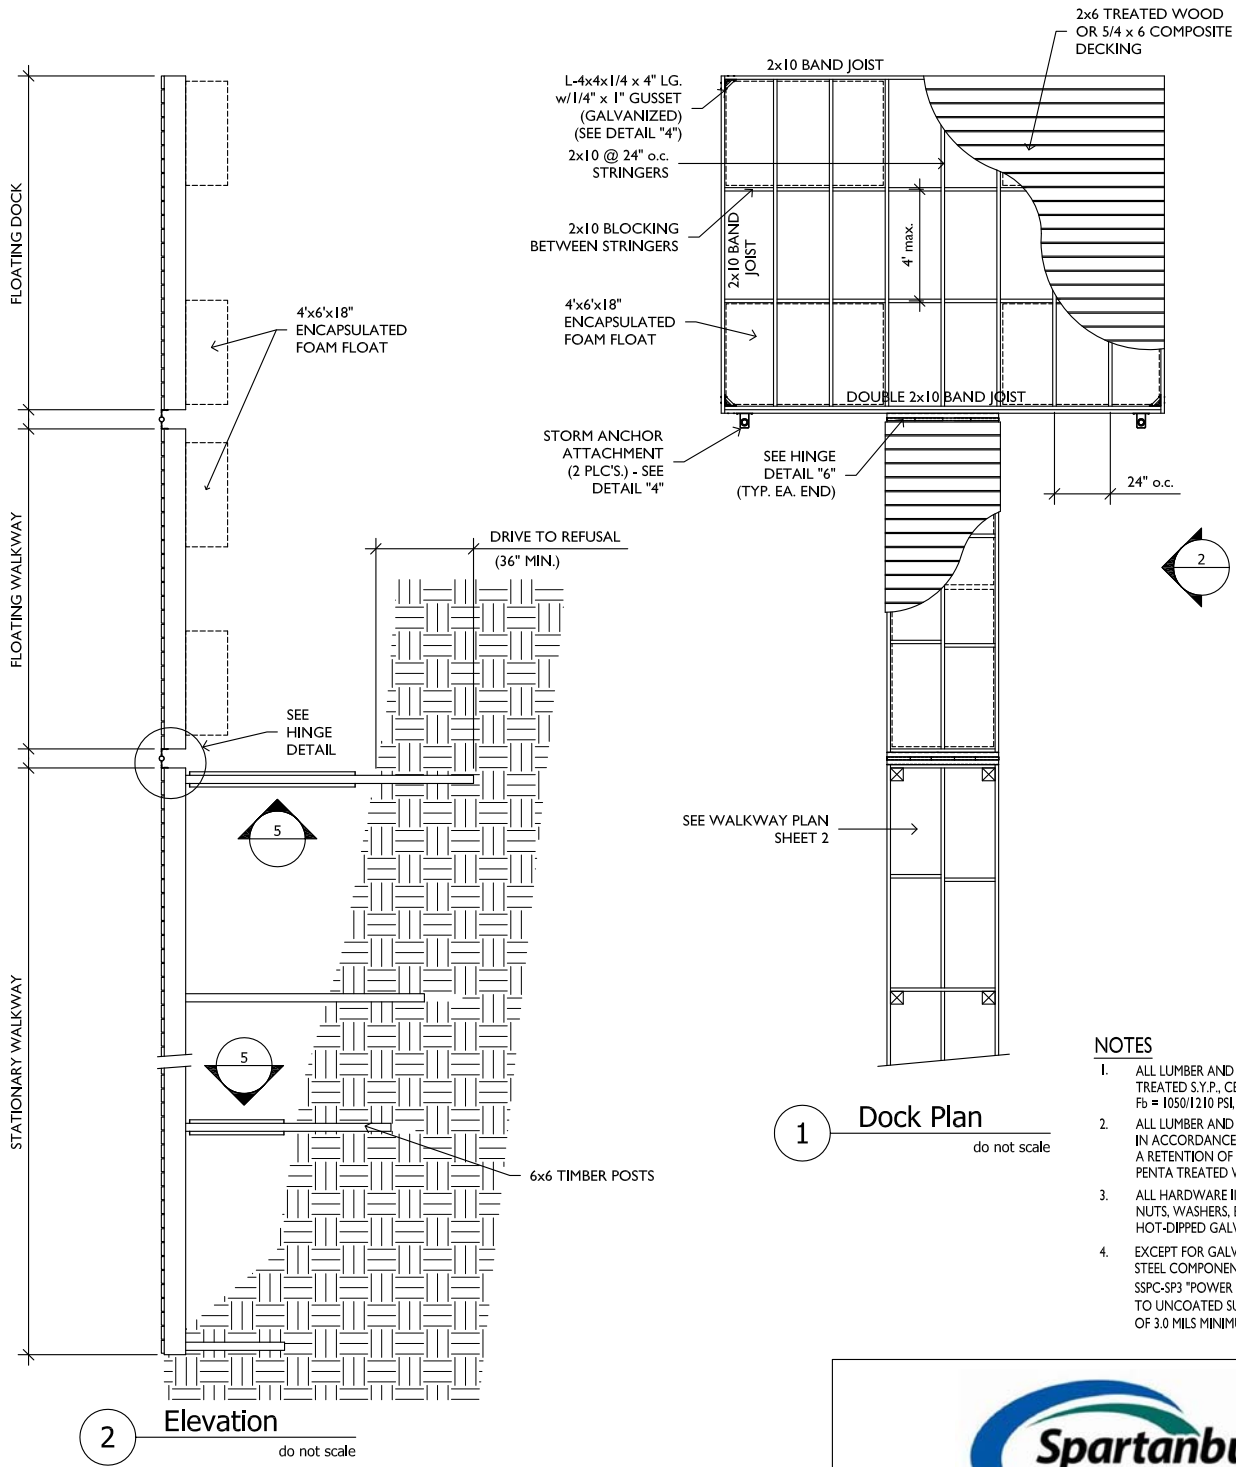 2x6 TREATED WOOD
OR 5/4 x 6 COMPOSITE
DECKING
2x10 BAND JOIST
L-4x4x1/4 x 4" LG.
w/1/4" x 1" GUSSET
(GALVANIZED)
(SEE DETAIL "4")
2x10 @ 24" o.c.
STRINGERS
2x10 BLOCKING
BETWEEN STRINGERS
2x10 BAND
JOIST
4' max.
4'x6'x18"
ENCAPSULATED
FOAM FLOAT
DOUBLE 2x10 BAND JOIST
STORM ANCHOR
ATTACHMENT
(2 PLC'S.) - SEE
DETAIL "4"
SEE HINGE
DETAIL "6"
(TYP. EA. END)
24" o.c.
2
SEE WALKWAY PLAN
SHEET 2
1
Dock Plan
do not scale
FLOATING DOCK
4'x6'x18"
ENCAPSULATED
FOAM FLOAT
FLOATING WALKWAY
DRIVE TO REFUSAL
(36" MIN.)
SEE
HINGE
DETAIL
5
STATIONARY WALKWAY
5
6x6 TIMBER POSTS
2
Elevation
do not scale
NOTES
1. ALL LUMBER AND
TREATED S.Y.P., CE
Fb = 1050/1210 PSI,
2. ALL LUMBER AND
IN ACCORDANCE
A RETENTION OF
PENTA TREATED W
3. ALL HARDWARE I
NUTS, WASHERS, B
HOT-DIPPED GALV
4. EXCEPT FOR GALV
STEEL COMPONEN
SSPC-SP3 "POWER
TO UNCOATED SU
OF 3.0 MILS MINIMU
Spartanbu